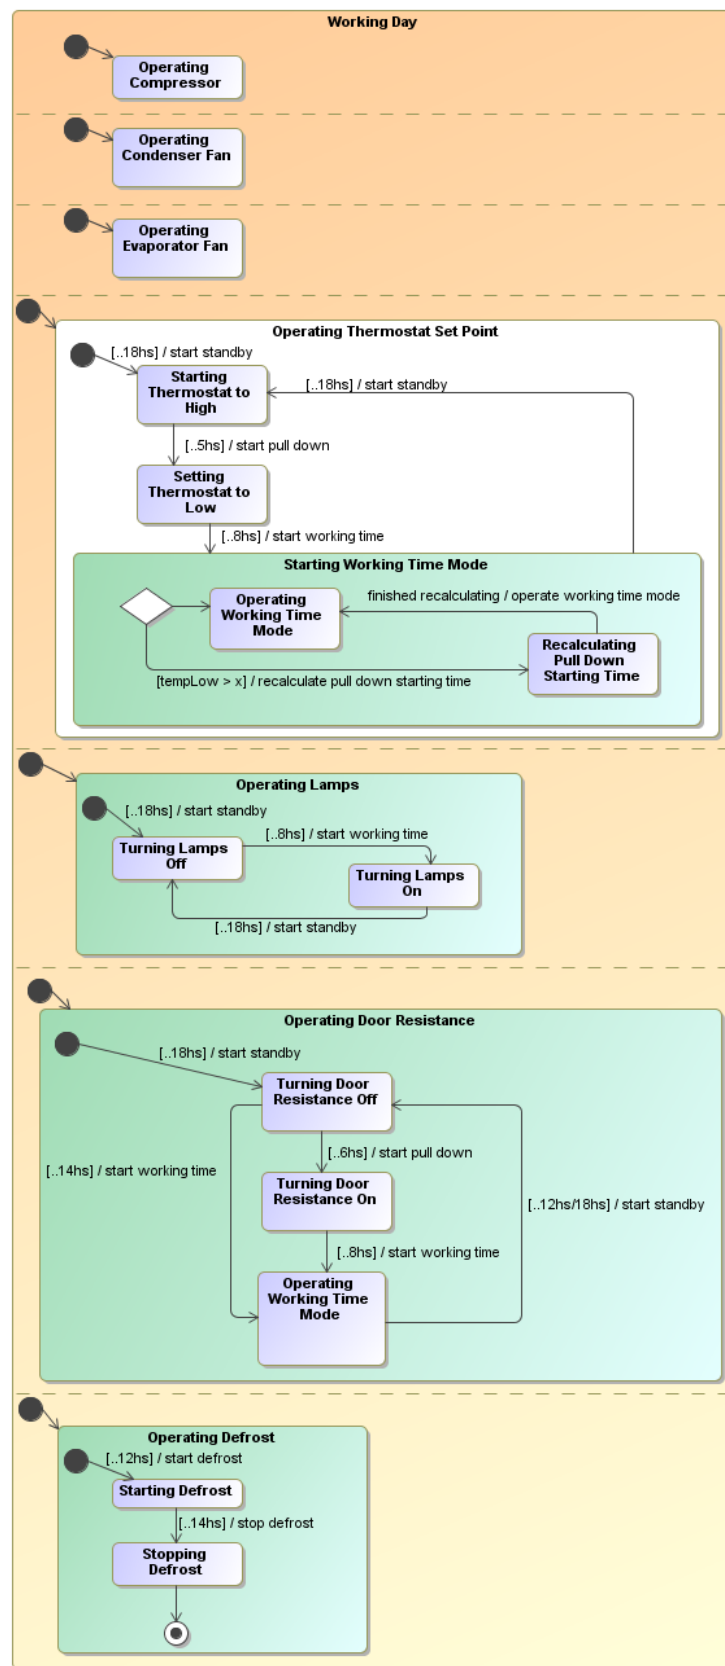 Working Day
Operating
Compressor
Operating
Condenser Fan
Operating
Evaporator Fan
Operating Thermostat Set Point
[..18hs] / start standby
Starting
Thermostat to
High
[..18hs] / start standby
[..5hs] / start pull down
Setting
Thermostat to
Low
[..8hs] / start working time
Starting Working Time Mode
Operating
Working Time
Mode
finished recalculating / operate working time mode
Recalculating
Pull Down
Starting Time
[tempLow > x] / recalculate pull down starting time
Operating Lamps
[..18hs] / start standby
[..8hs] / start working time
Turning Lamps
Off
Turning Lamps
On
[..18hs] / start standby
Operating Door Resistance
[..18hs] / start standby
Turning Door
Resistance Off
[..6hs] / start pull down
[..14hs] / start working time
Turning Door
Resistance On
[..12hs/18hs] / start standby
[..8hs] / start working time
Operating
Working Time
Mode
Operating Defrost
[..12hs] / start defrost
Starting Defrost
[..14hs] / stop defrost
Stopping
Defrost